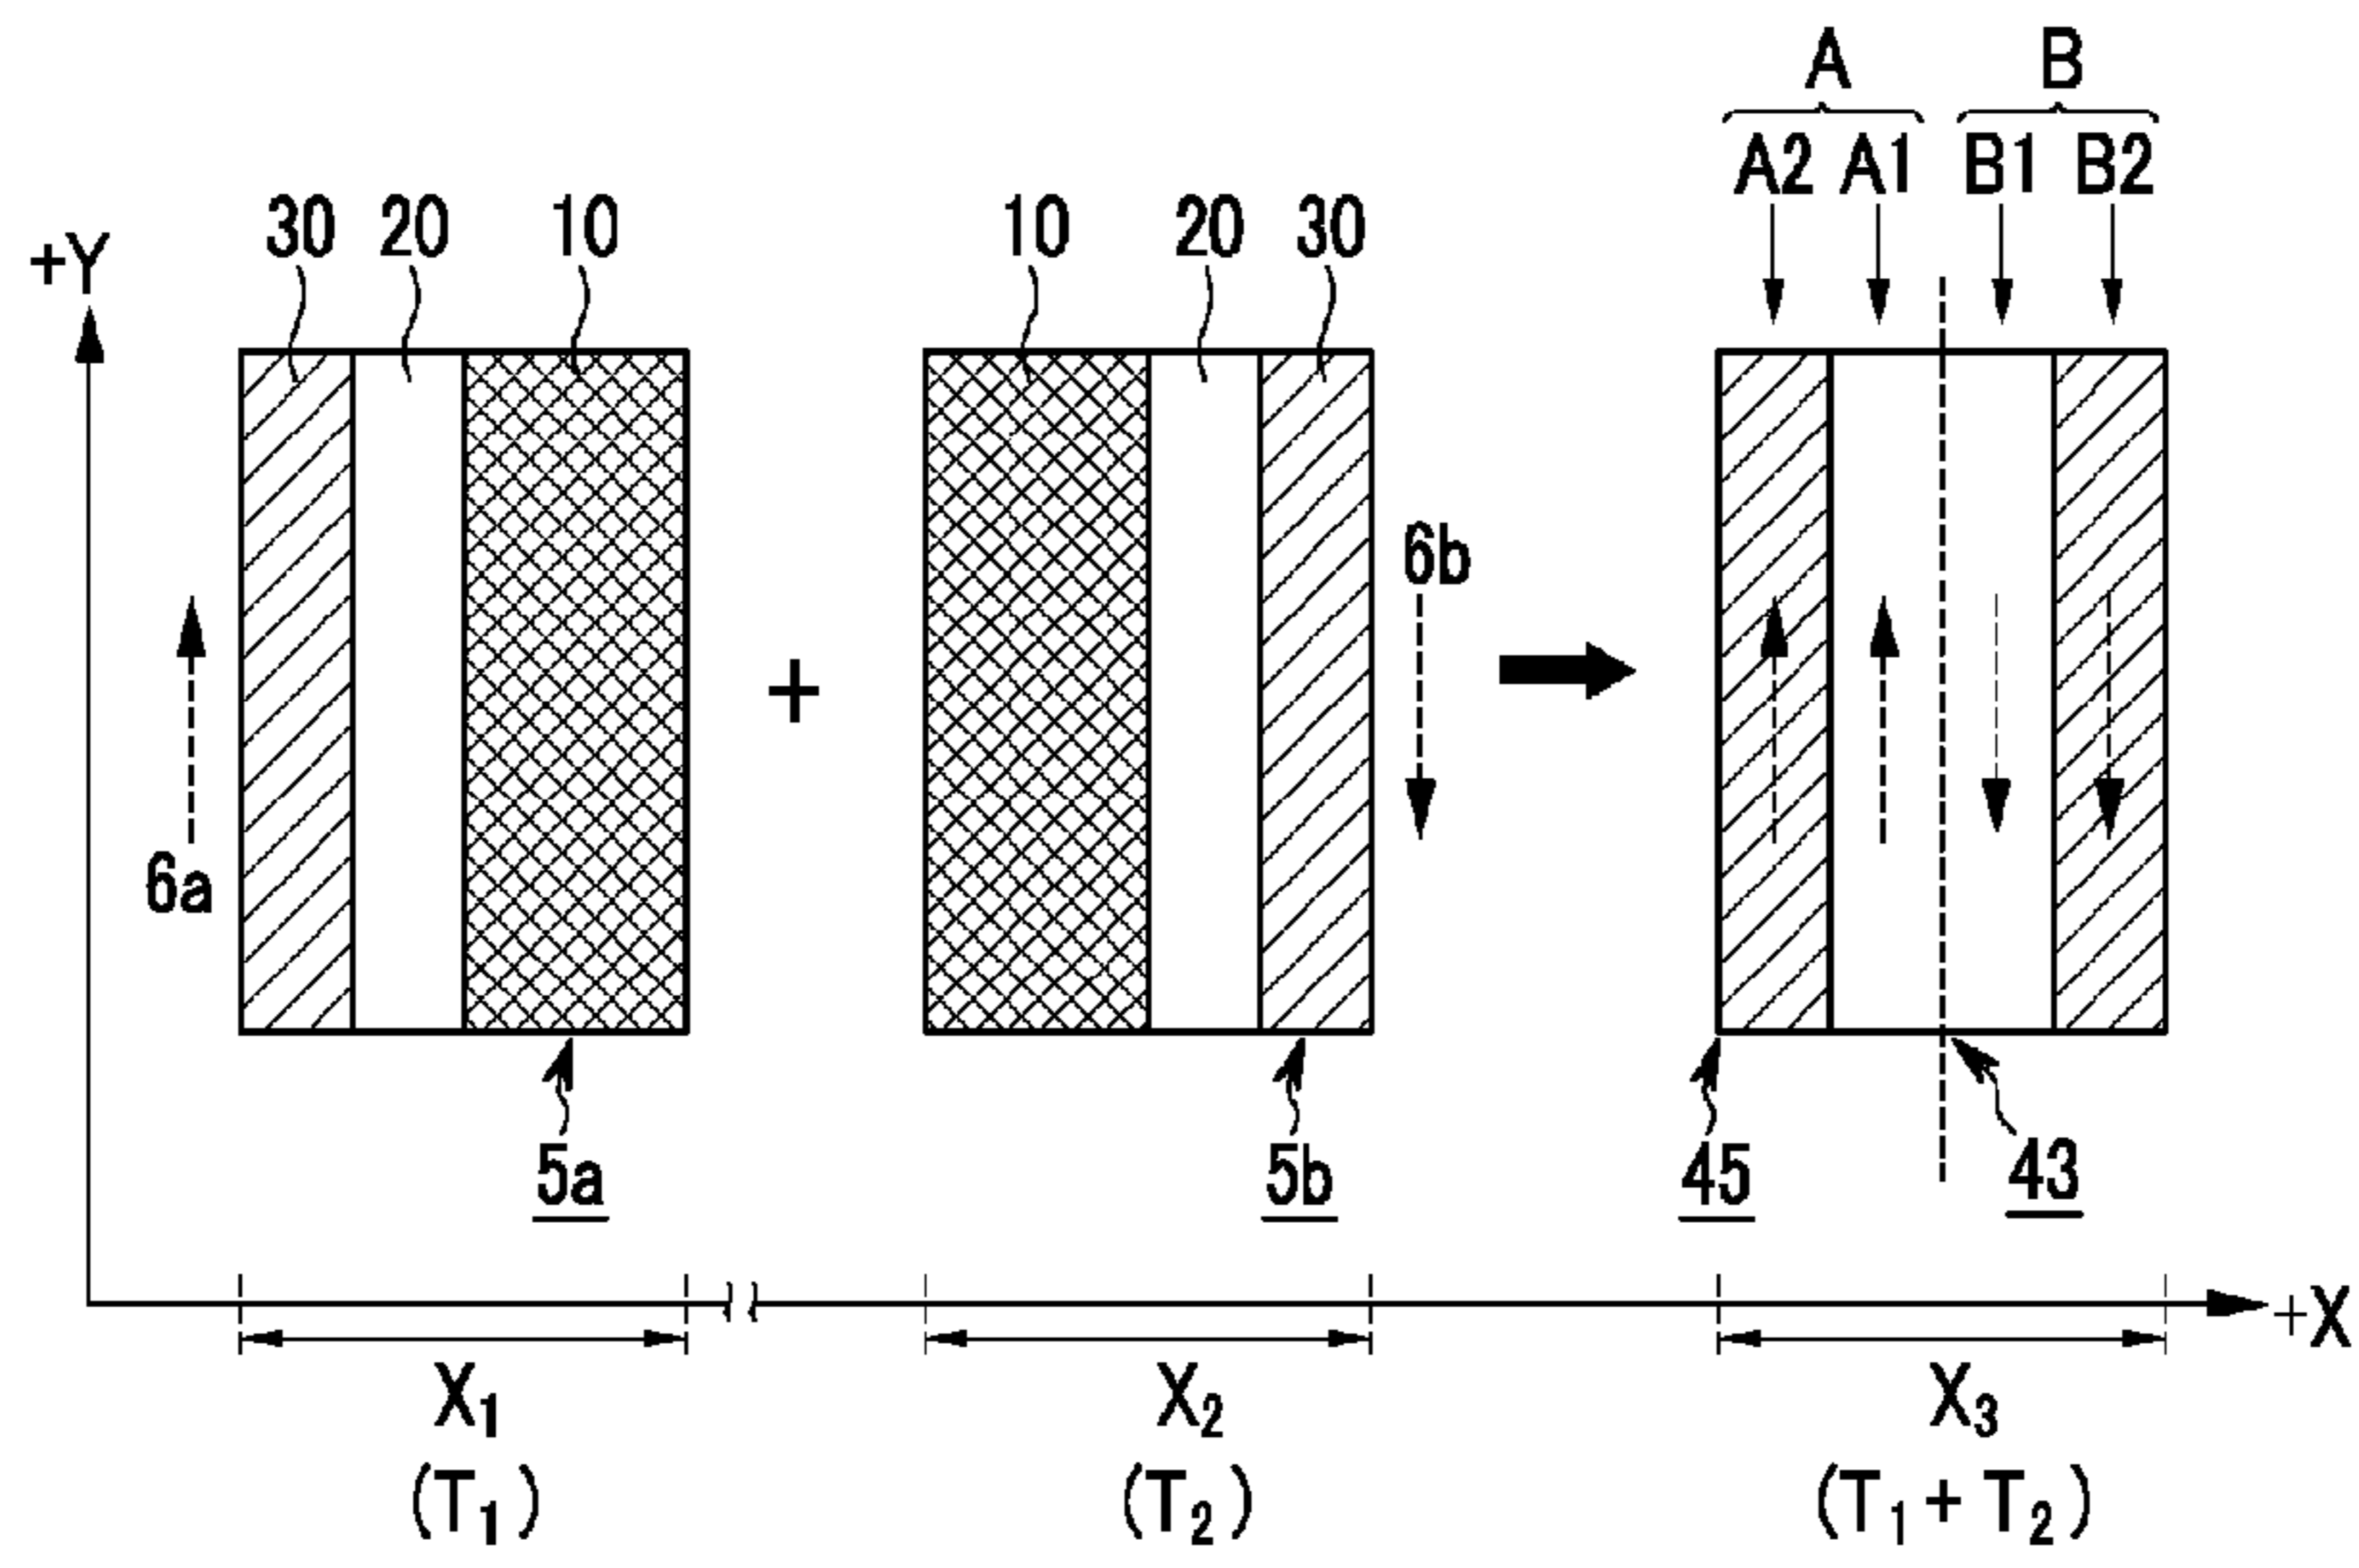 A B
A2 A1 B1 B2
30 20 10 10 20 30
+Y
6b
+
6a
5a 5b 45 43
+X
X₁ X₂ X₃
(T₁) (T₂) (T₁+T₂)